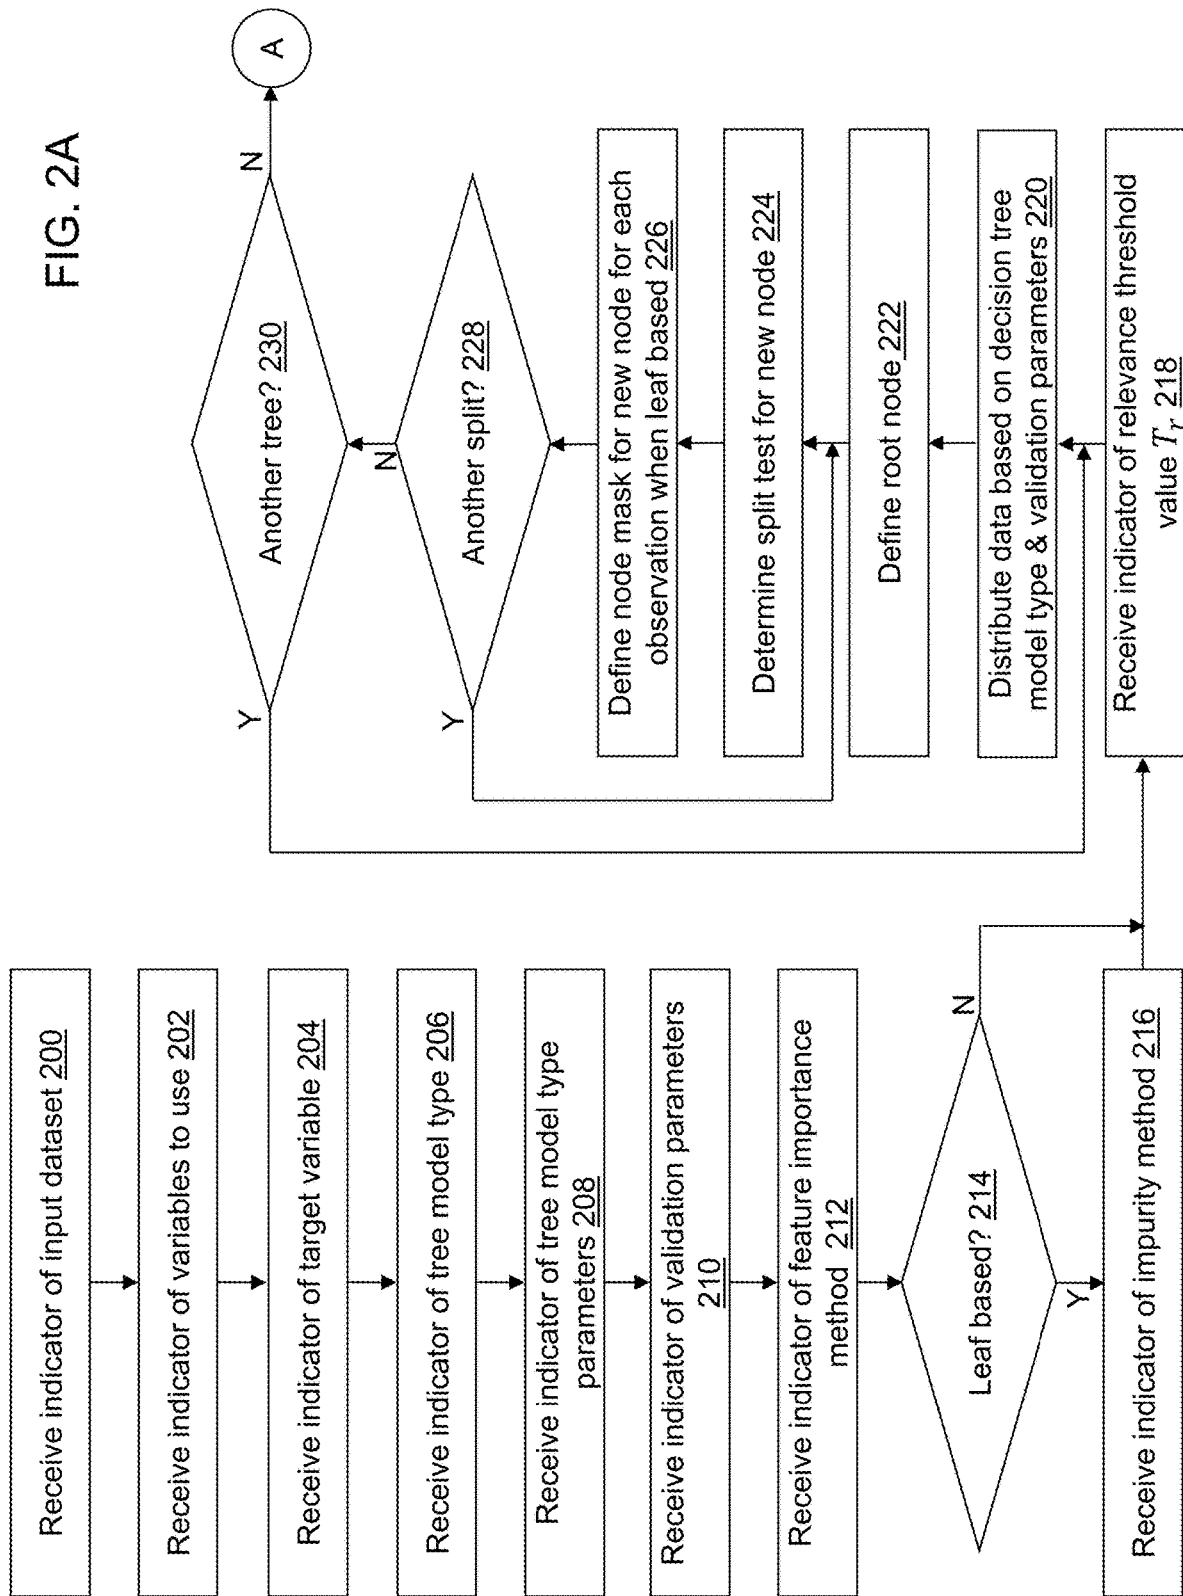 FIG. 2A
Receive indicator of input dataset 200
Receive indicator of variables to use 202
Receive indicator of target variable 204
Receive indicator of tree model type 206
Receive indicator of tree model type
parameters 208
Receive indicator of validation parameters
210
Receive indicator of feature importance
method 212
Leaf based? 214
N
Y
Receive indicator of impurity method 216
Receive indicator of relevance threshold
value Tr 218
Distribute data based on decision tree
model type & validation parameters 220
Define root node 222
Determine split test for new node 224
Define node mask for new node for each
observation when leaf based 226
Another split? 228
Y
N
Another tree? 230
Y
N
A